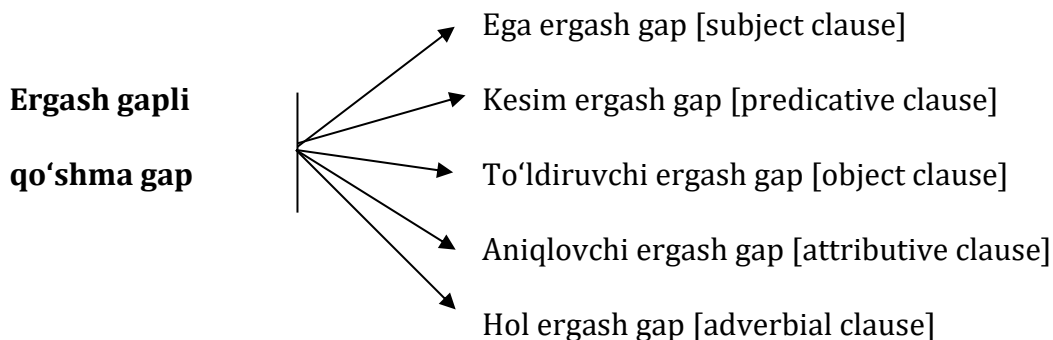 Ega ergash gap [subject clause]
Ergash gapli
Kesim ergash gap [predicative clause]
qo‘shma gap
To‘ldiruvchi ergash gap [object clause]
Aniqlovchi ergash gap [attributive clause]
Hol ergash gap [adverbial clause]